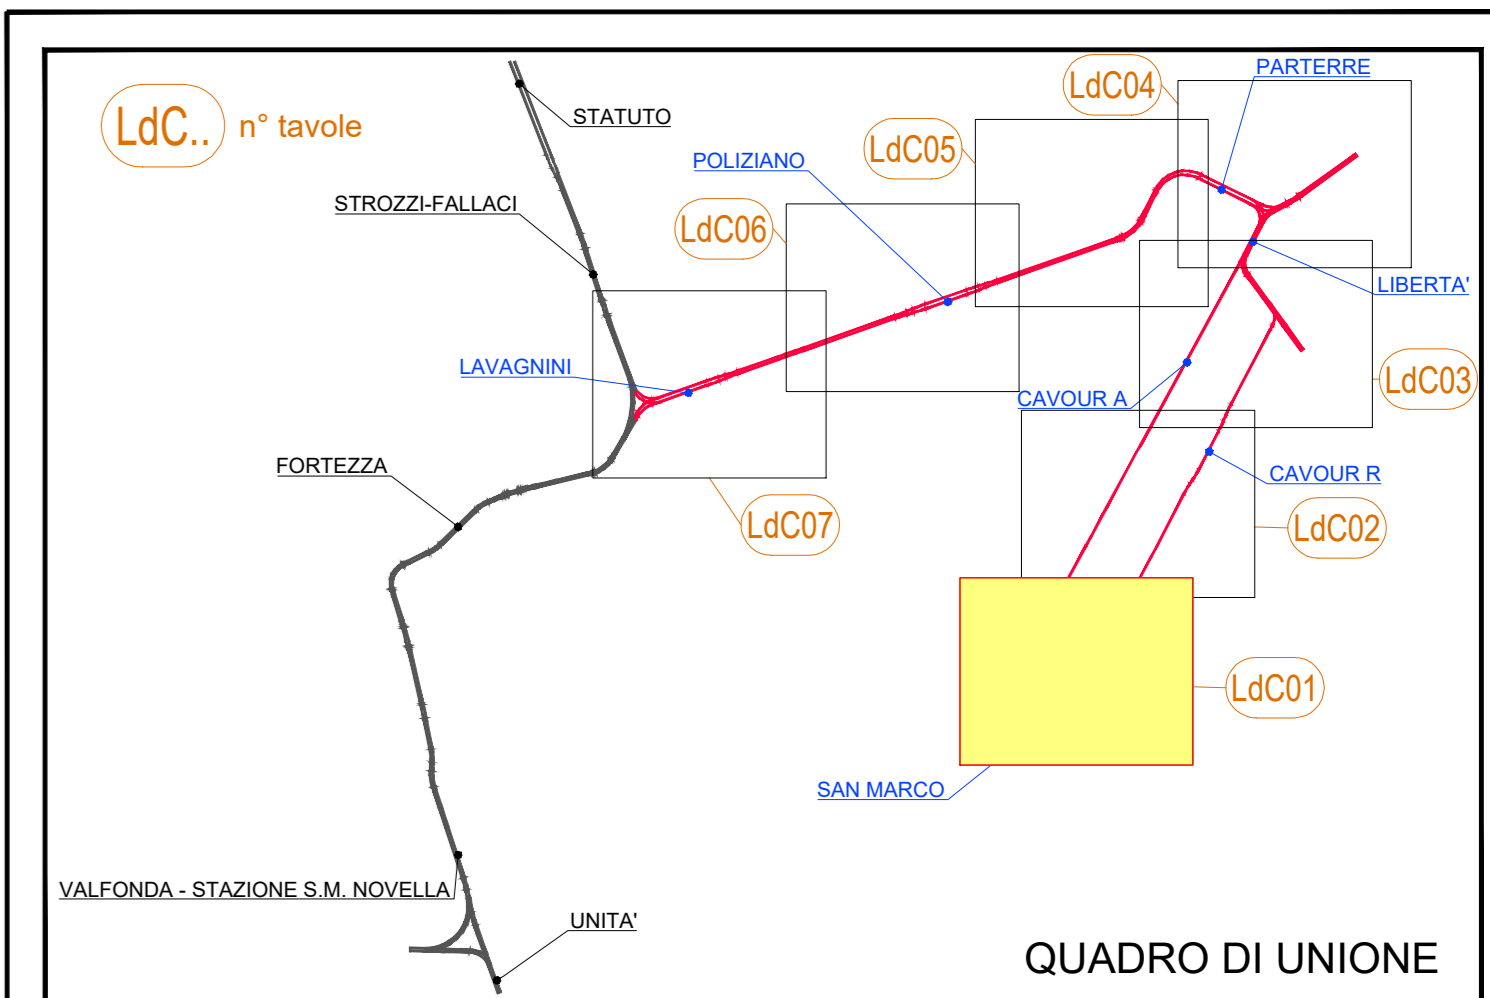 PARTERRE
LdC04
LdC.. n° tavole
STATUTO
LdC05
POLIZIANO
STROZZI-FALLACI
LdC06
LIBERTA'
LAVAGNINI
LdC03
CAVOUR A
FORTEZZA
CAVOUR R
LdC07
LdC02
LdC01
SAN MARCO
VALFONDA - STAZIONE S.M. NOVELLA
UNITA'
QUADRO DI UNIONE